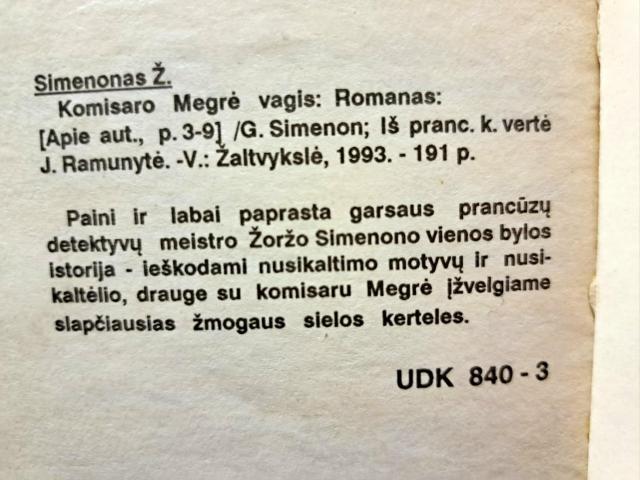 Simenonas Ž.
Komisaro Megrė vagis: Romanas:
[Apie aut., p. 3-9] /G. Simenon; Iš pranc. k. vertė
J. Ramunytė. -V.: Žaltvykslė, 1993. - 191 p.
Paini ir labai paprasta garsaus prancūzų
detektyvų meistro Žoržo Simenono vienos bylos
istorija - ieškodami nusikaltimo motyvų ir nusi-
kaltėlio, drauge su komisaru Megrė įžvelgiame
slapčiausias žmogaus sielos kerteles.
UDK 840 - 3